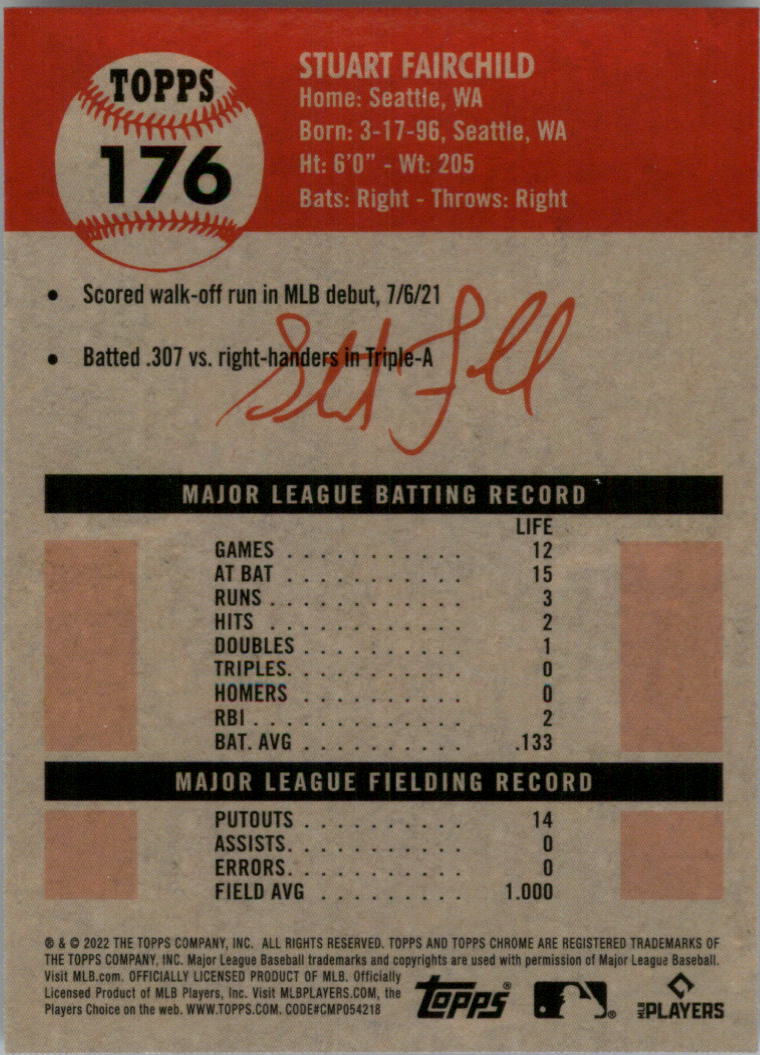 TOPPS
176
STUART FAIRCHILD
Home: Seattle, WA
Born: 3-17-96, Seattle, WA
Ht: 6'0" - Wt: 205
Bats: Right - Throws: Right
• Scored walk-off run in MLB debut, 7/6/21
• Batted .307 vs. right-handers in Triple-A
MAJOR LEAGUE BATTING RECORD
LIFE
GAMES . . . . . . . . . . . 12
AT BAT . . . . . . . . . . . 15
RUNS . . . . . . . . . . . . 3
HITS . . . . . . . . . . . . 2
DOUBLES . . . . . . . . . . 1
TRIPLES. . . . . . . . . . . 0
HOMERS . . . . . . . . . . 0
RBI . . . . . . . . . . . . . 2
BAT. AVG . . . . . . . . . . .133
MAJOR LEAGUE FIELDING RECORD
PUTOUTS . . . . . . . . . . 14
ASSISTS. . . . . . . . . . . 0
ERRORS. . . . . . . . . . . 0
FIELD AVG . . . . . . . . . 1.000
® & © 2022 THE TOPPS COMPANY, INC. ALL RIGHTS RESERVED. TOPPS AND TOPPS CHROME ARE REGISTERED TRADEMARKS OF
THE TOPPS COMPANY, INC. Major League Baseball trademarks and copyrights are used with permission of Major League Baseball.
Visit MLB.com. OFFICIALLY LICENSED PRODUCT OF MLB. Officially
Licensed Product of MLB Players, Inc. Visit MLBPLAYERS.COM, the
Players Choice on the web. WWW.TOPPS.COM. CODE#CMP054218
TOPPS®
MLB PLAYERS